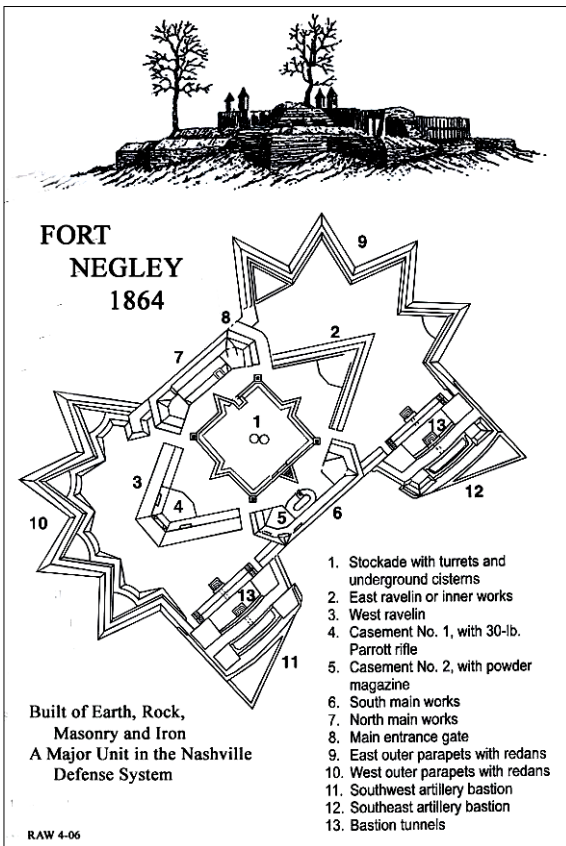 FORT
NEGLEY
1864
9
8
2
7
1
3
13
4
12
5
6
10
13
11
1. Stockade with turrets and
underground cisterns
2. East ravelin or inner works
3. West ravelin
4. Casement No. 1, with 30-lb.
Parrott rifle
5. Casement No. 2, with powder
magazine
6. South main works
7. North main works
8. Main entrance gate
9. East outer parapets with redans
10. West outer parapets with redans
11. Southwest artillery bastion
12. Southeast artillery bastion
13. Bastion tunnels
Built of Earth, Rock,
Masonry and Iron
A Major Unit in the Nashville
Defense System
RAW 4-06